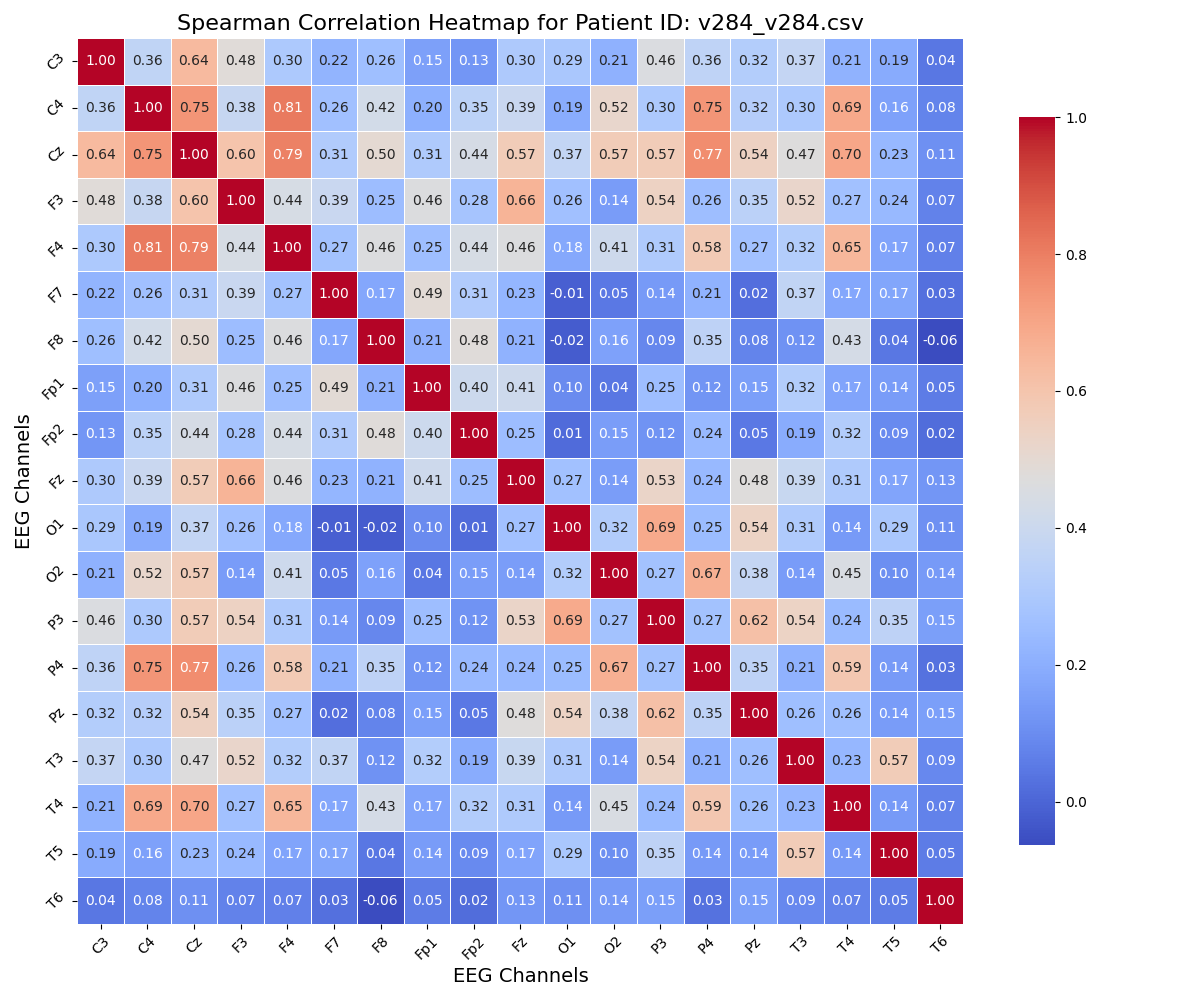 Spearman Correlation Heatmap for Patient ID: v284_v284.csv
C3 1.00 0.36 0.64 0.48 0.30 0.22 0.26 0.15 0.13 0.30 0.29 0.21 0.46 0.36 0.32 0.37 0.21 0.19 0.04
C4 0.36 1.00 0.75 0.38 0.81 0.26 0.42 0.20 0.35 0.39 0.19 0.52 0.30 0.75 0.32 0.30 0.69 0.16 0.08
Cz 0.64 0.75 1.00 0.60 0.79 0.31 0.50 0.31 0.44 0.57 0.37 0.57 0.57 0.77 0.54 0.47 0.70 0.23 0.11
F3 0.48 0.38 0.60 1.00 0.44 0.39 0.25 0.46 0.28 0.66 0.26 0.14 0.54 0.26 0.35 0.52 0.27 0.24 0.07
F4 0.30 0.81 0.79 0.44 1.00 0.27 0.46 0.25 0.44 0.46 0.18 0.41 0.31 0.58 0.27 0.32 0.65 0.17 0.07
F7 0.22 0.26 0.31 0.39 0.27 1.00 0.17 0.49 0.31 0.23 -0.01 0.05 0.14 0.21 0.02 0.37 0.17 0.17 0.03
F8 0.26 0.42 0.50 0.25 0.46 0.17 1.00 0.21 0.48 0.21 -0.02 0.16 0.09 0.35 0.08 0.12 0.43 0.04 -0.06
Fp1 0.15 0.20 0.31 0.46 0.25 0.49 0.21 1.00 0.40 0.41 0.10 0.04 0.25 0.12 0.15 0.32 0.17 0.14 0.05
Fp2 0.13 0.35 0.44 0.28 0.44 0.31 0.48 0.40 1.00 0.25 0.01 0.15 0.12 0.24 0.05 0.19 0.32 0.09 0.02
Fz 0.30 0.39 0.57 0.66 0.46 0.23 0.21 0.41 0.25 1.00 0.27 0.14 0.53 0.24 0.48 0.39 0.31 0.17 0.13
O1 0.29 0.19 0.37 0.26 0.18 -0.01 -0.02 0.10 0.01 0.27 1.00 0.32 0.69 0.25 0.54 0.31 0.14 0.29 0.11
O2 0.21 0.52 0.57 0.14 0.41 0.05 0.16 0.04 0.15 0.14 0.32 1.00 0.27 0.67 0.38 0.14 0.45 0.10 0.14
P3 0.46 0.30 0.57 0.54 0.31 0.14 0.09 0.25 0.12 0.53 0.69 0.27 1.00 0.27 0.62 0.54 0.24 0.35 0.15
P4 0.36 0.75 0.77 0.26 0.58 0.21 0.35 0.12 0.24 0.24 0.25 0.67 0.27 1.00 0.35 0.21 0.59 0.14 0.03
Pz 0.32 0.32 0.54 0.35 0.27 0.02 0.08 0.15 0.05 0.48 0.54 0.38 0.62 0.35 1.00 0.26 0.26 0.14 0.15
T3 0.37 0.30 0.47 0.52 0.32 0.37 0.12 0.32 0.19 0.39 0.31 0.14 0.54 0.21 0.26 1.00 0.23 0.57 0.09
T4 0.21 0.69 0.70 0.27 0.65 0.17 0.43 0.17 0.32 0.31 0.14 0.45 0.24 0.59 0.26 0.23 1.00 0.14 0.07
T5 0.19 0.16 0.23 0.24 0.17 0.17 0.04 0.14 0.09 0.17 0.29 0.10 0.35 0.14 0.14 0.57 0.14 1.00 0.05
T6 0.04 0.08 0.11 0.07 0.07 0.03 -0.06 0.05 0.02 0.13 0.11 0.14 0.15 0.03 0.15 0.09 0.07 0.05 1.00
C3 C4 Cz F3 F4 F7 F8 Fp1 Fp2 Fz O1 O2 P3 P4 Pz T3 T4 T5 T6
EEG Channels
EEG Channels
1.0
0.8
0.6
0.4
0.2
0.0